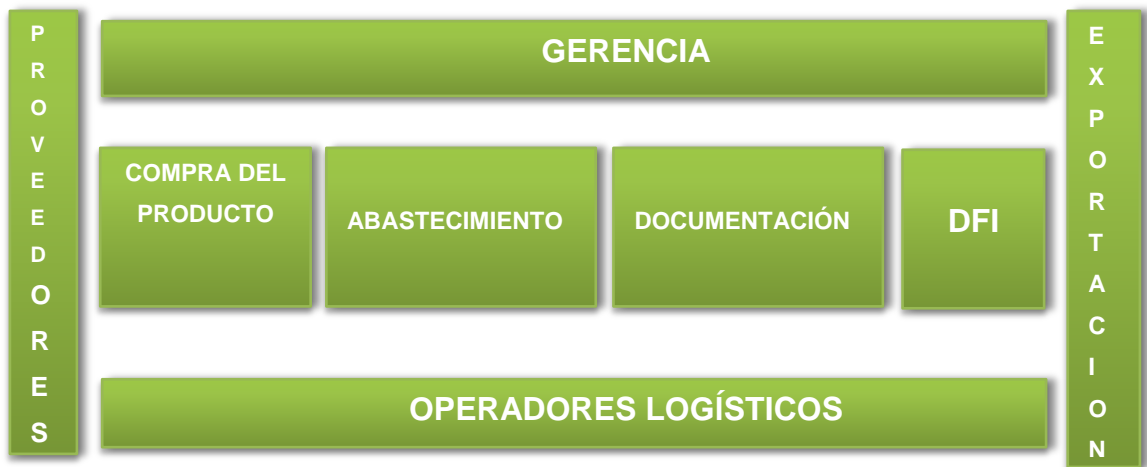 PROVEEDORES
GERENCIA
COMPRA DEL
PRODUCTO
ABASTECIMIENTO
DOCUMENTACIÓN
DFI
OPERADORES LOGÍSTICOS
EXPORTACION